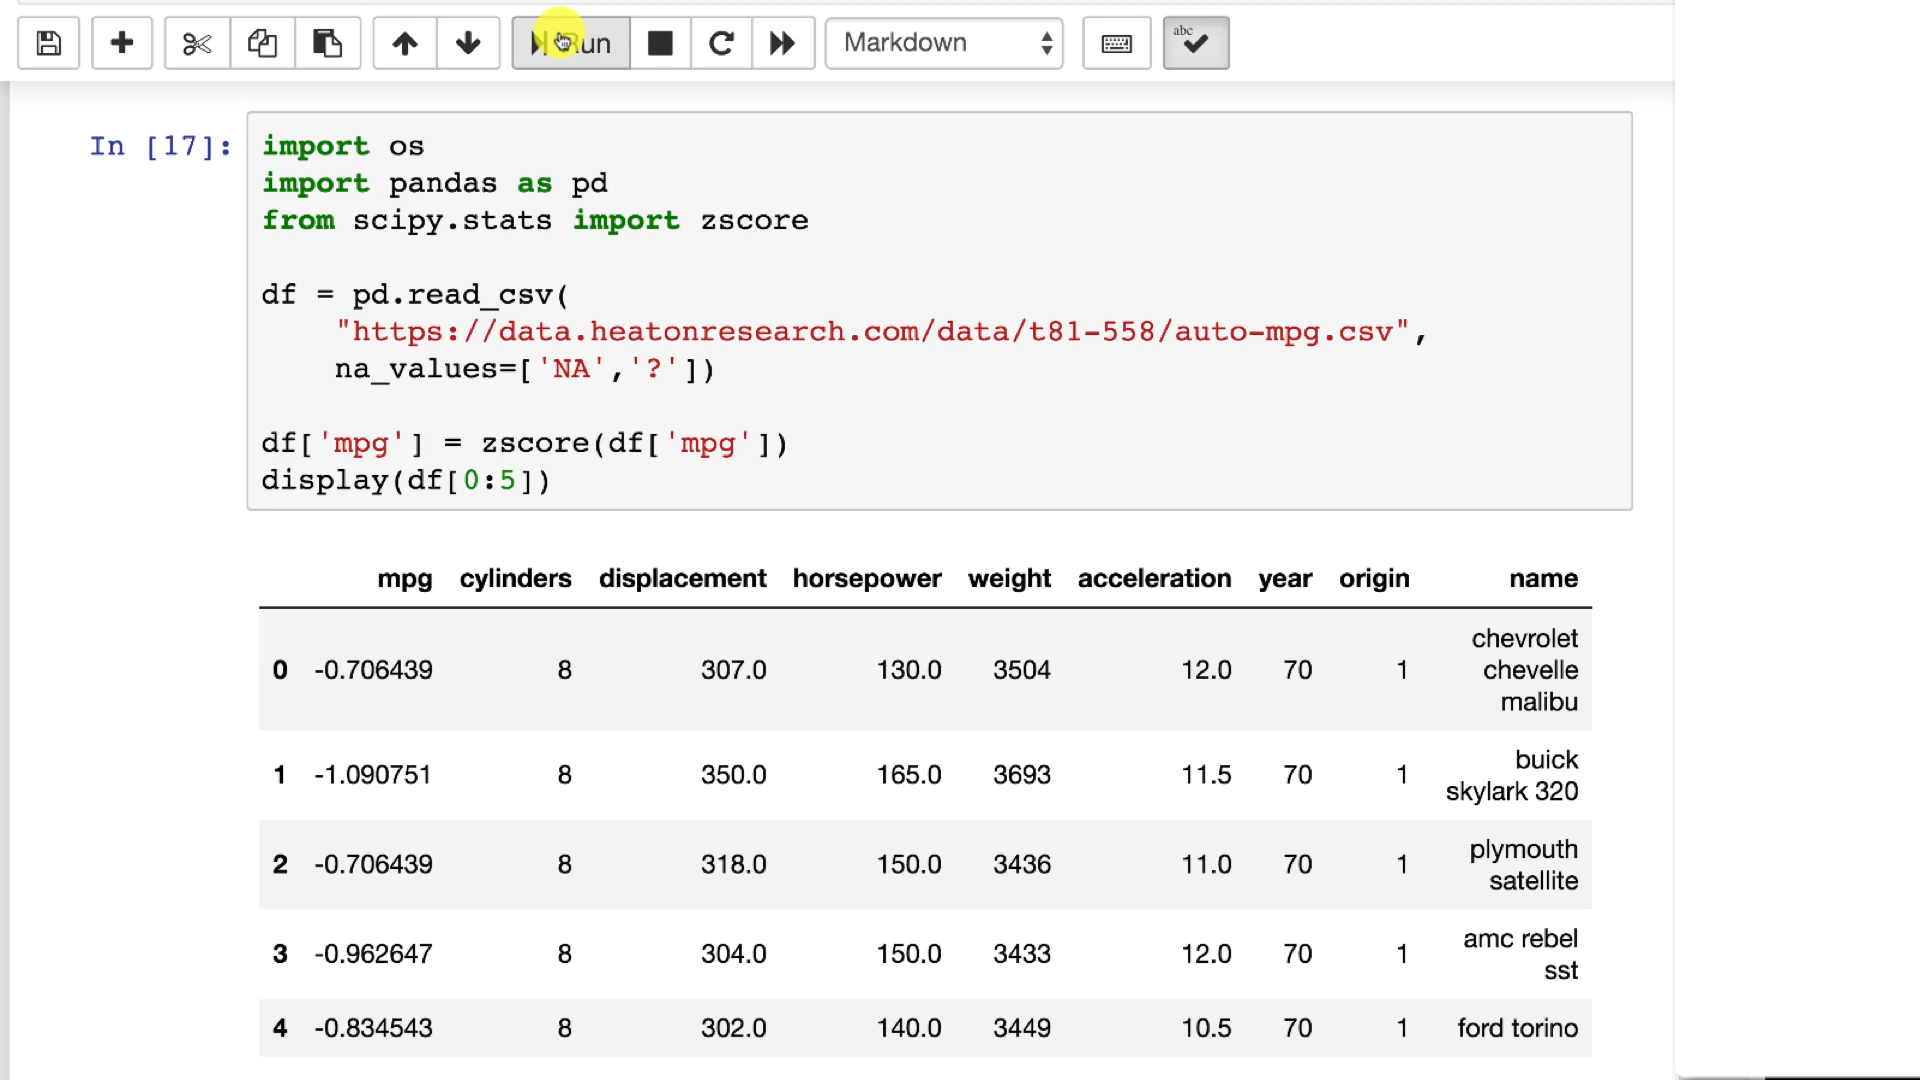 Run
Markdown
abc
In [17]:
import os
import pandas as pd
from scipy.stats import zscore
df = pd.read_csv(
"https://data.heatonresearch.com/data/t81-558/auto-mpg.csv",
na_values=['NA','?'])
df['mpg'] = zscore(df['mpg'])
display(df[0:5])
mpg cylinders displacement horsepower weight acceleration year origin name
0 -0.706439 8 307.0 130.0 3504 12.0 70 1 chevrolet
chevelle
malibu
1 -1.090751 8 350.0 165.0 3693 11.5 70 1 buick
skylark 320
2 -0.706439 8 318.0 150.0 3436 11.0 70 1 plymouth
satellite
3 -0.962647 8 304.0 150.0 3433 12.0 70 1 amc rebel
sst
4 -0.834543 8 302.0 140.0 3449 10.5 70 1 ford torino